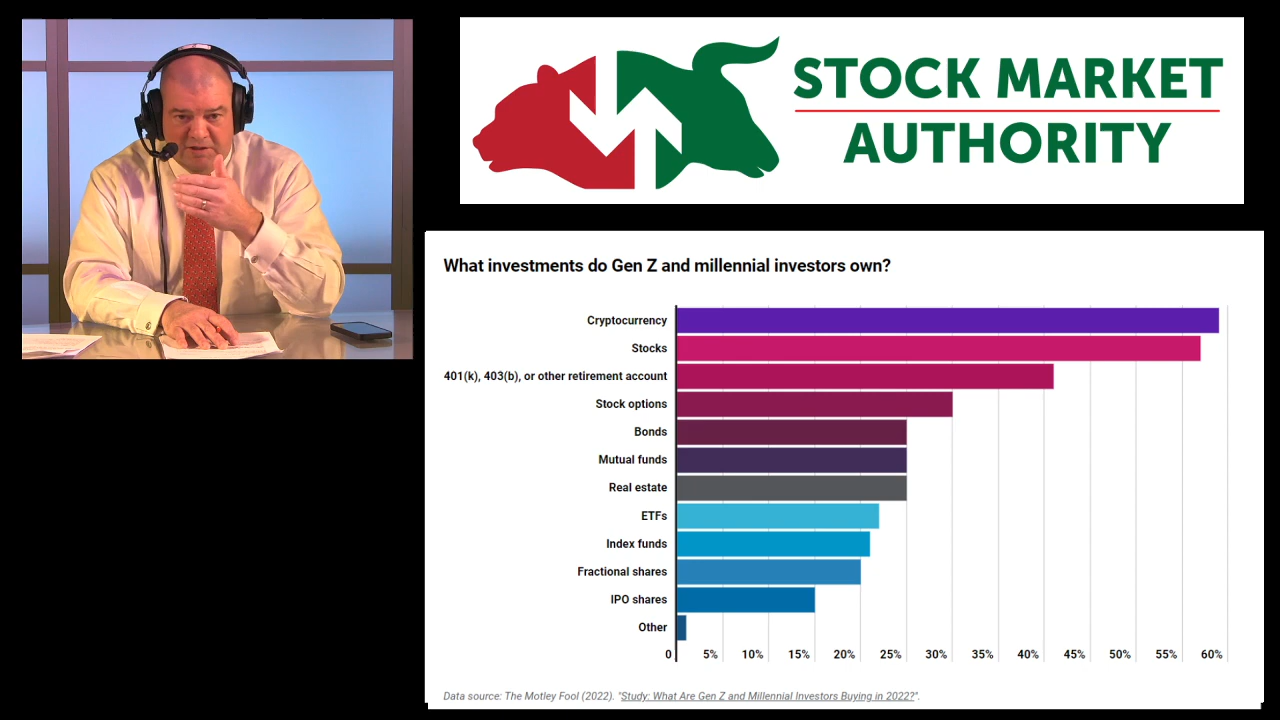 STOCK MARKET
AUTHORITY
What investments do Gen Z and millennial investors own?
Cryptocurrency
Stocks
401(k), 403(b), or other retirement account
Stock options
Bonds
Mutual funds
Real estate
ETFs
Index funds
Fractional shares
IPO shares
Other
0 5% 10% 15% 20% 25% 30% 35% 40% 45% 50% 55% 60%
Data source: The Motley Fool (2022). "Study: What Are Gen Z and Millennial Investors Buying in 2022?".